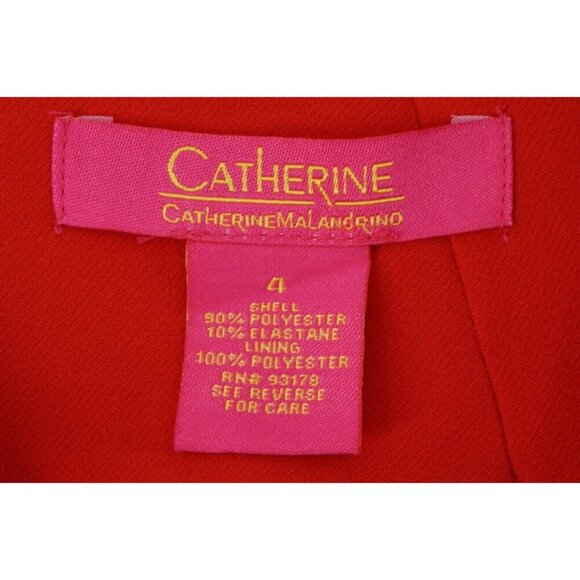 CATHERINE
CATHERINEMALANDRINO
4
SHELL
90% POLYESTER
10% ELASTANE
LINING
100% POLYESTER
RN# 93178
SEE REVERSE
FOR CARE